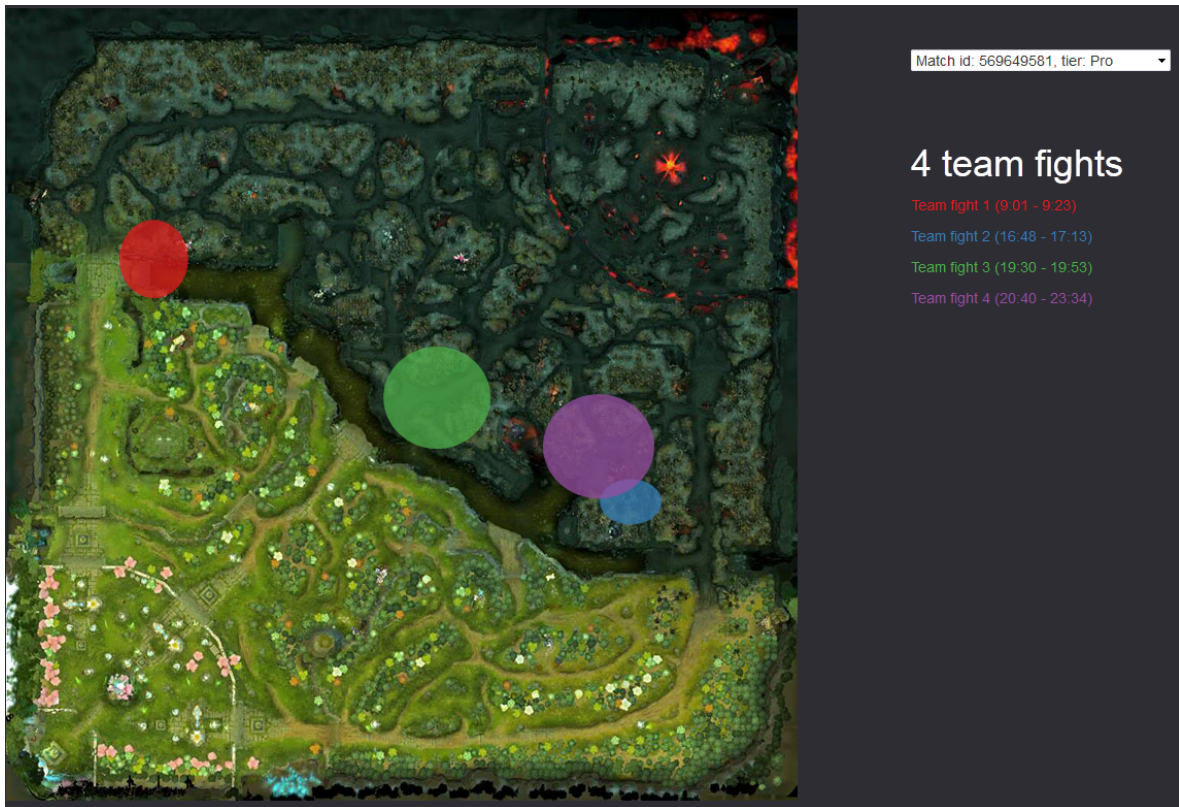 Match id: 569649581, tier: Pro
4 team fights
Team fight 1 (9:01 - 9:23)
Team fight 2 (16:48 - 17:13)
Team fight 3 (19:30 - 19:53)
Team fight 4 (20:40 - 23:34)